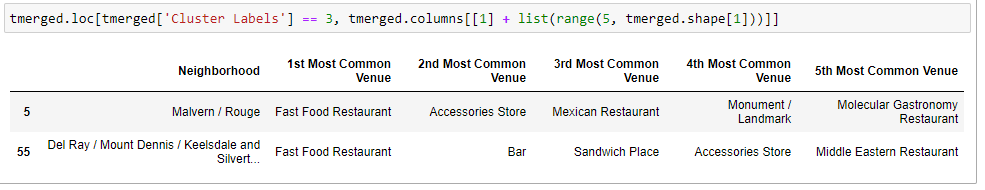 tmerged.loc[tmerged['Cluster Labels'] == 3, tmerged.columns[[1] + list(range(5, tmerged.shape[1]))]]
Neighborhood 1st Most Common Venue 2nd Most Common Venue 3rd Most Common Venue 4th Most Common Venue 5th Most Common Venue
5 Malvern / Rouge Fast Food Restaurant Accessories Store Mexican Restaurant Monument / Landmark Molecular Gastronomy Restaurant
55 Del Ray / Mount Dennis / Keelsdale and Silvert... Fast Food Restaurant Bar Sandwich Place Accessories Store Middle Eastern Restaurant